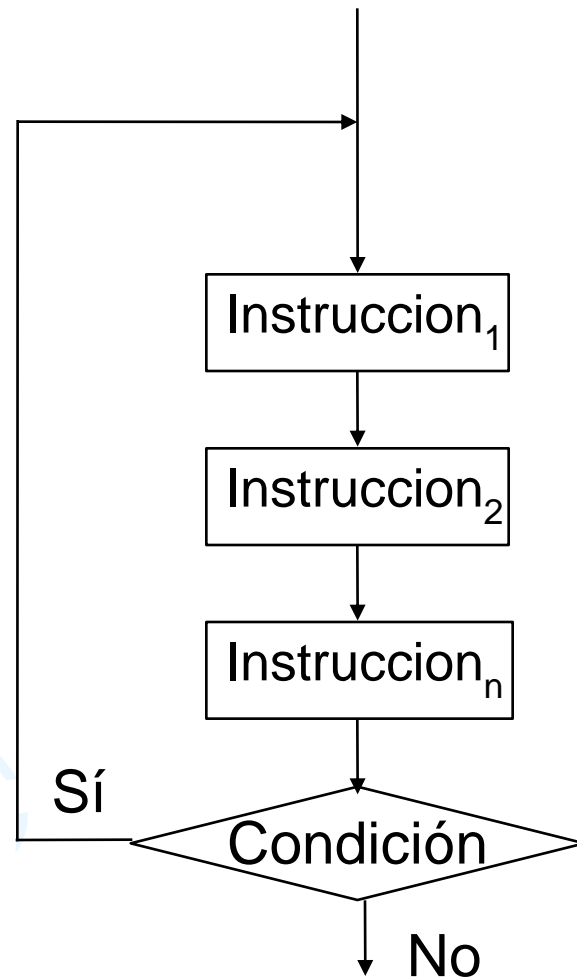 Instruccion₁
Instruccion₂
Instruccionₙ
Sí
Condición
No